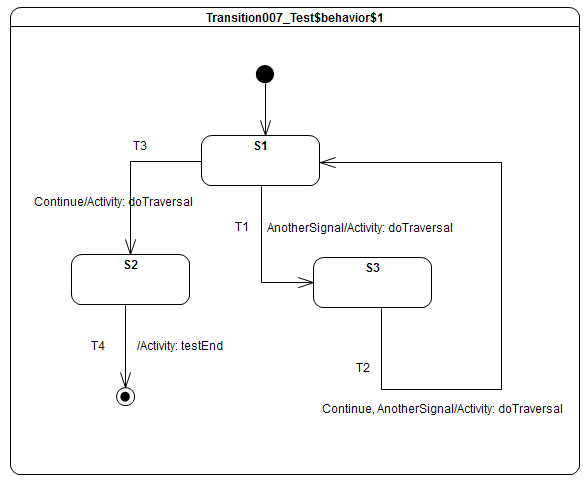 Transition007_Test$behavior$1
S1
T3
Continue/Activity: doTraversal
T1
AnotherSignal/Activity: doTraversal
S2
S3
T4
/Activity: testEnd
T2
Continue, AnotherSignal/Activity: doTraversal